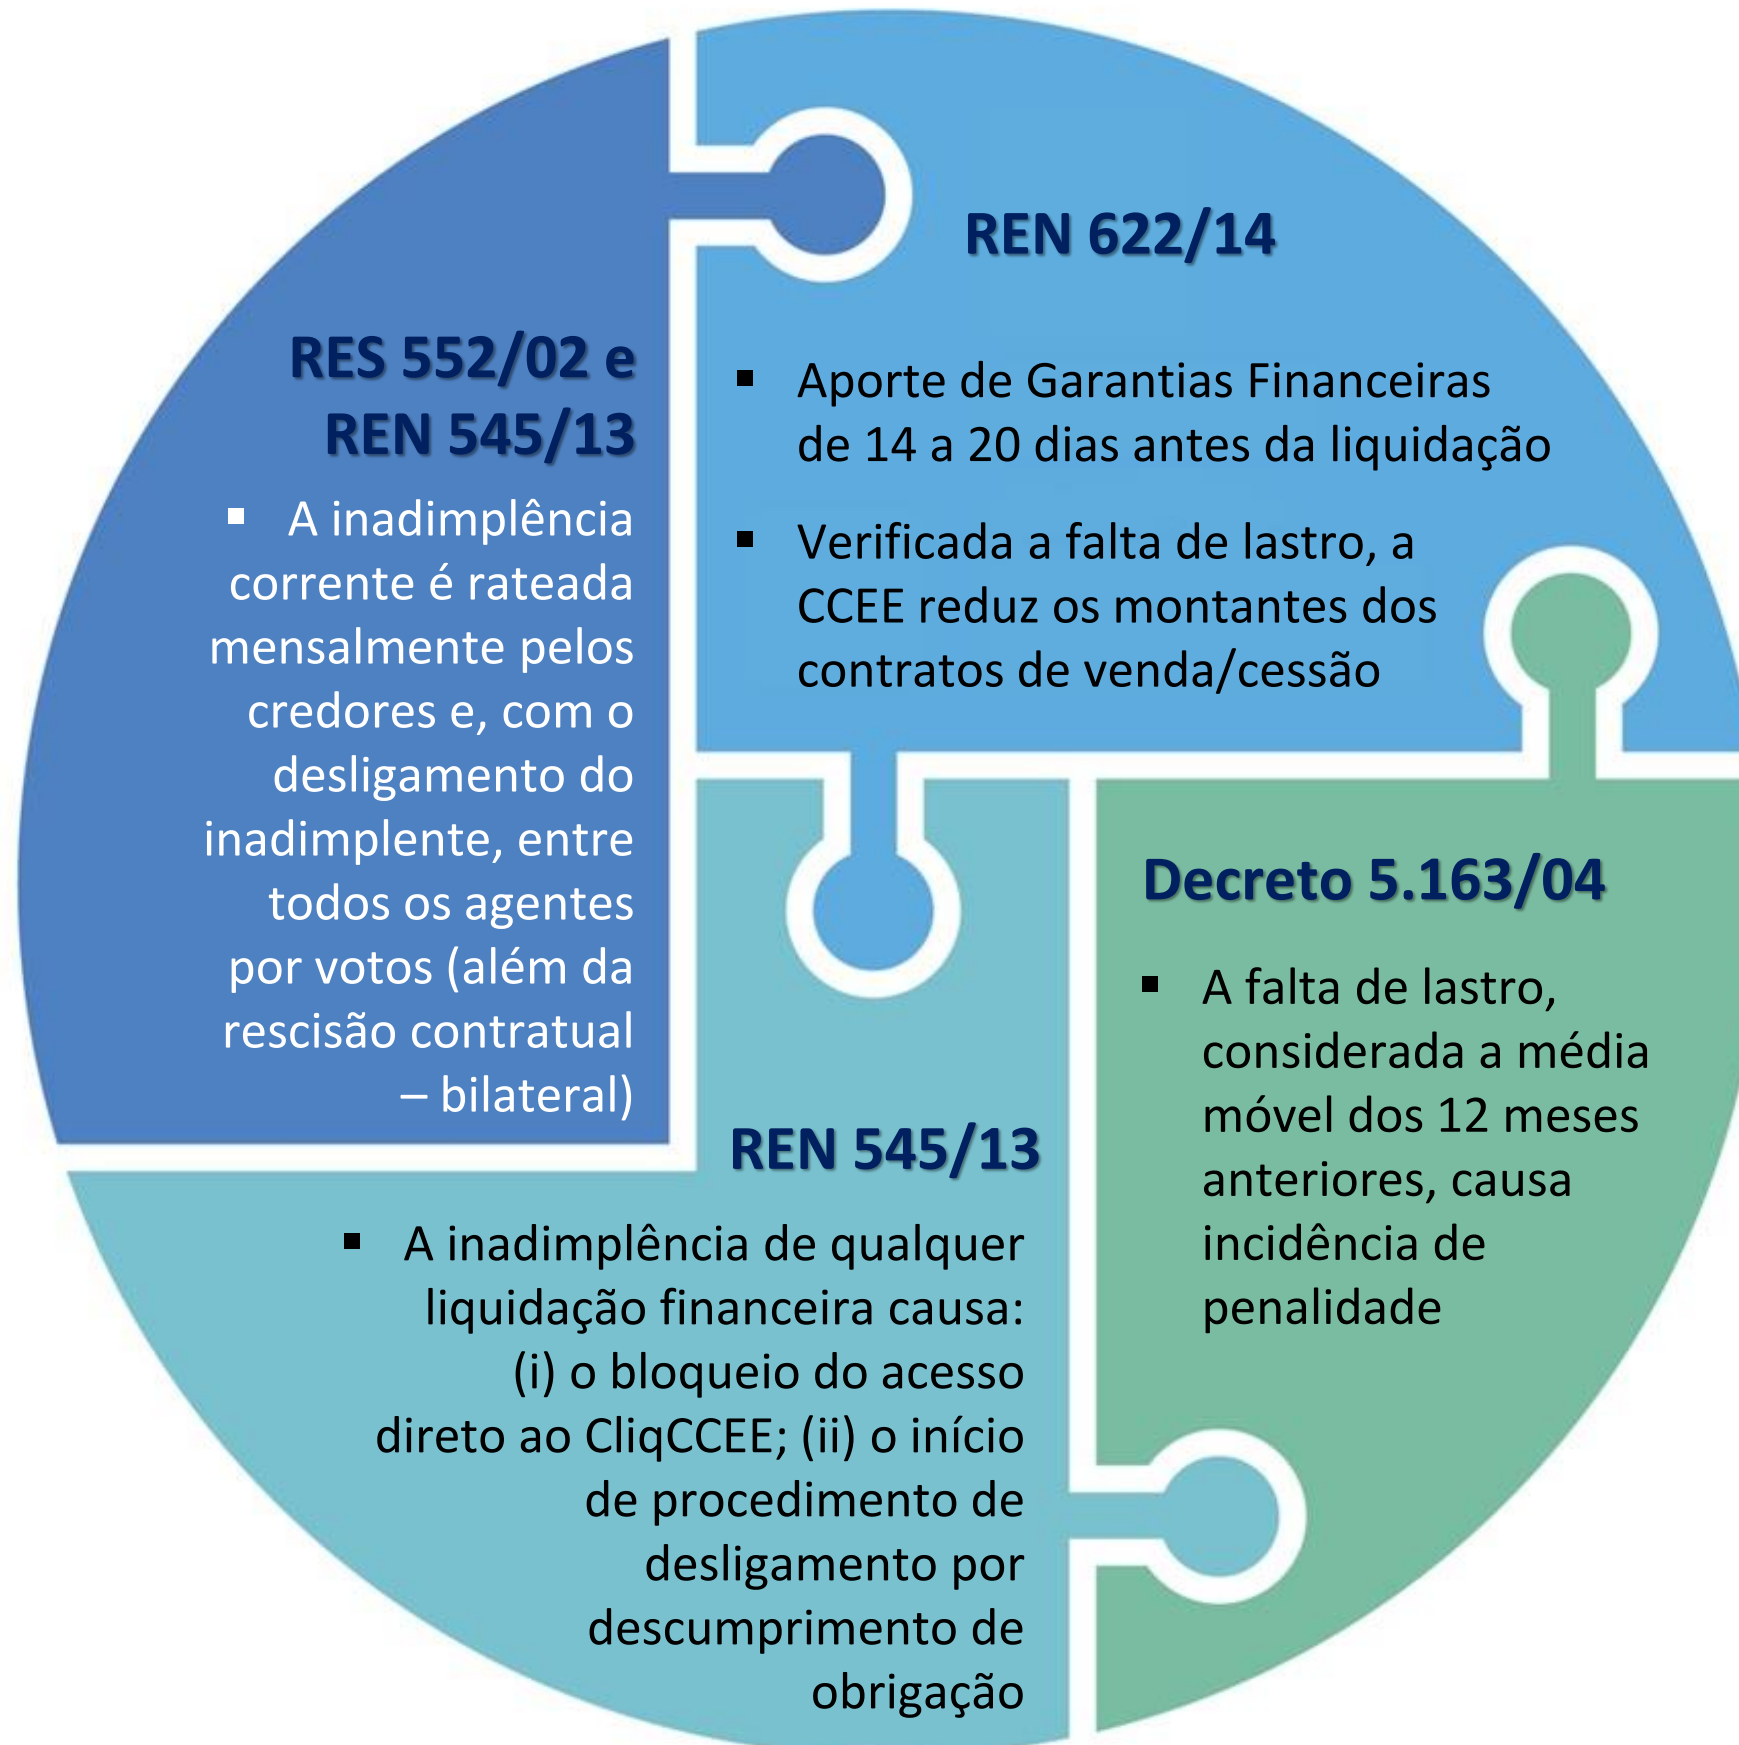 RES 552/02 e
REN 545/13
▪ A inadimplência
corrente é rateada
mensalmente pelos
credores e, com o
desligamento do
inadimplente, entre
todos os agentes
por votos (além da
rescisão contratual
– bilateral)
REN 622/14
▪ Aporte de Garantias Financeiras
de 14 a 20 dias antes da liquidação
▪ Verificada a falta de lastro, a
CCEE reduz os montantes dos
contratos de venda/cessão
REN 545/13
▪ A inadimplência de qualquer
liquidação financeira causa:
(i) o bloqueio do acesso
direto ao CliqCCEE; (ii) o início
de procedimento de
desligamento por
descumprimento de
obrigação
Decreto 5.163/04
▪ A falta de lastro,
considerada a média
móvel dos 12 meses
anteriores, causa
incidência de
penalidade